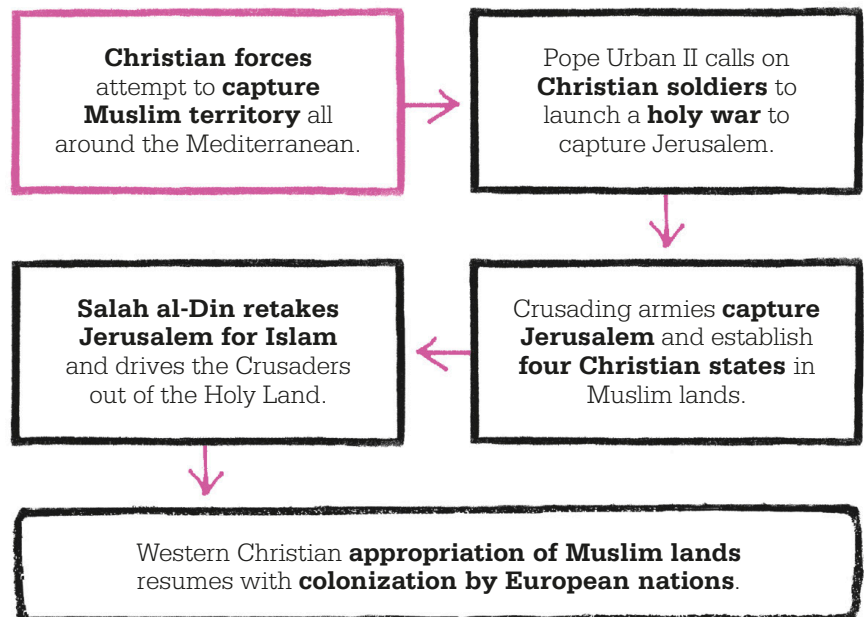 Christian forces
attempt to capture
Muslim territory all
around the Mediterranean.
Pope Urban II calls on
Christian soldiers to
launch a holy war to
capture Jerusalem.
Crusading armies capture
Jerusalem and establish
four Christian states in
Muslim lands.
Salah al-Din retakes
Jerusalem for Islam
and drives the Crusaders
out of the Holy Land.
Western Christian appropriation of Muslim lands
resumes with colonization by European nations.